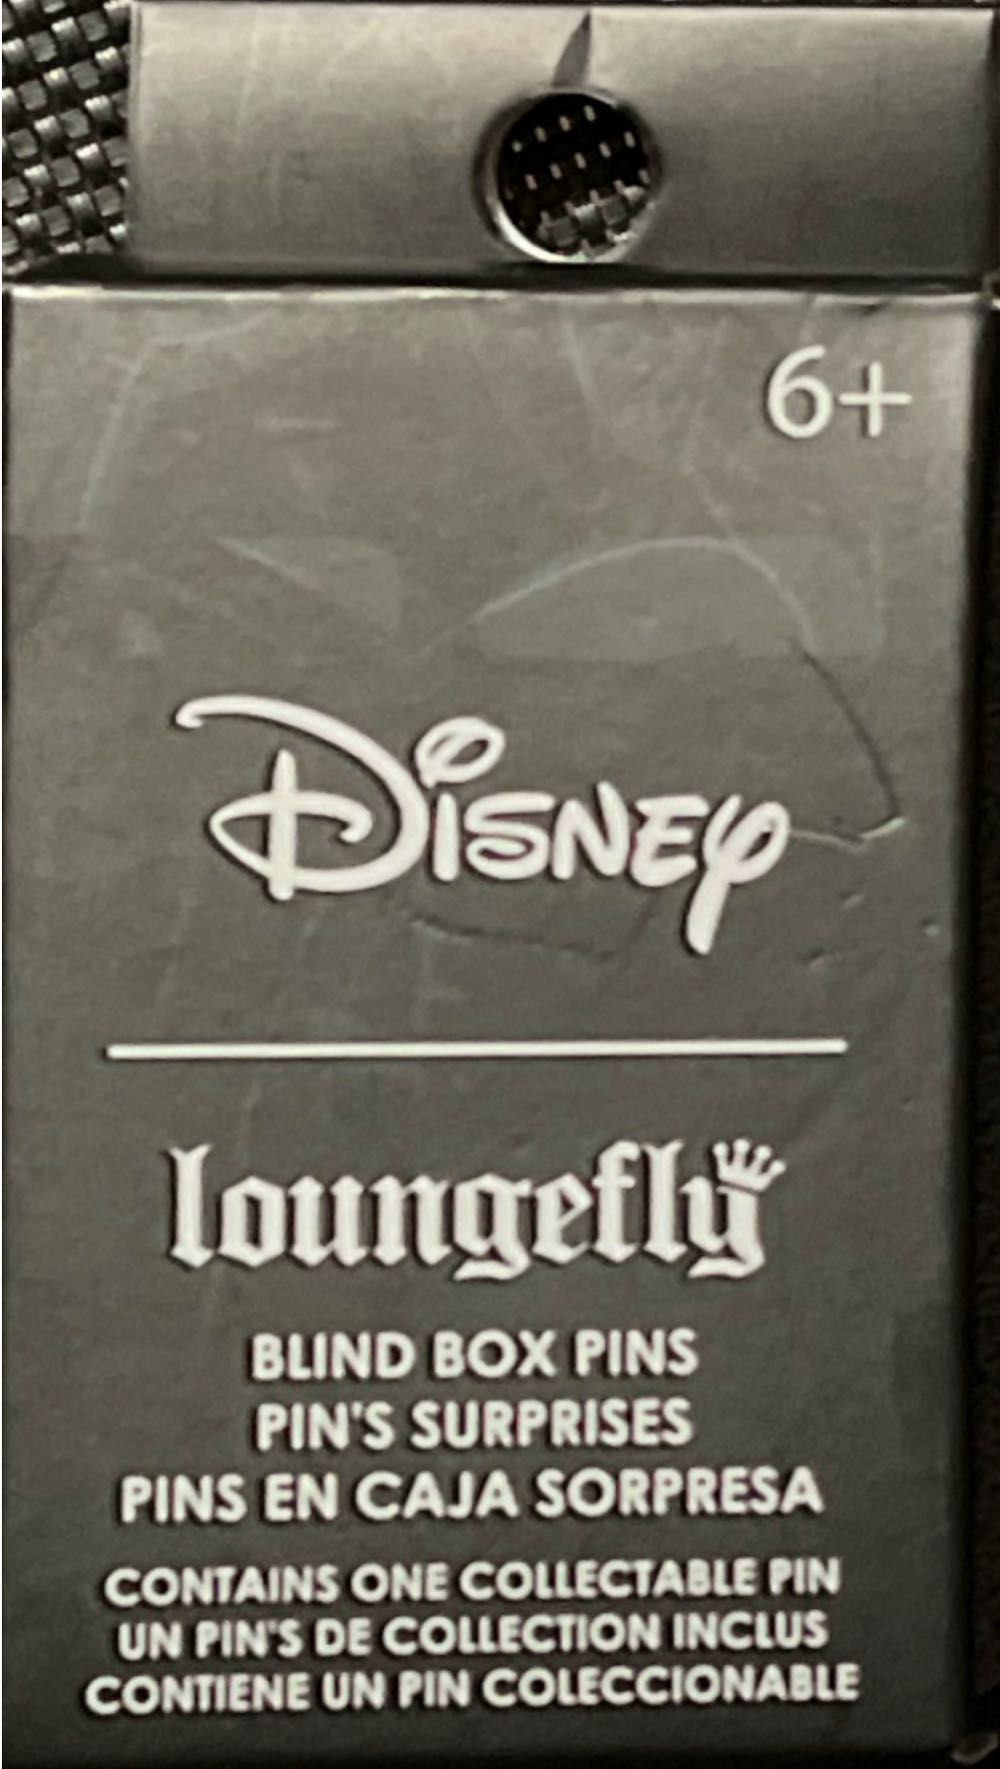 6+
Disney
loungefly
BLIND BOX PINS
PIN'S SURPRISES
PINS EN CAJA SORPRESA
CONTAINS ONE COLLECTABLE PIN
UN PIN'S DE COLLECTION INCLUS
CONTIENE UN PIN COLECCIONABLE